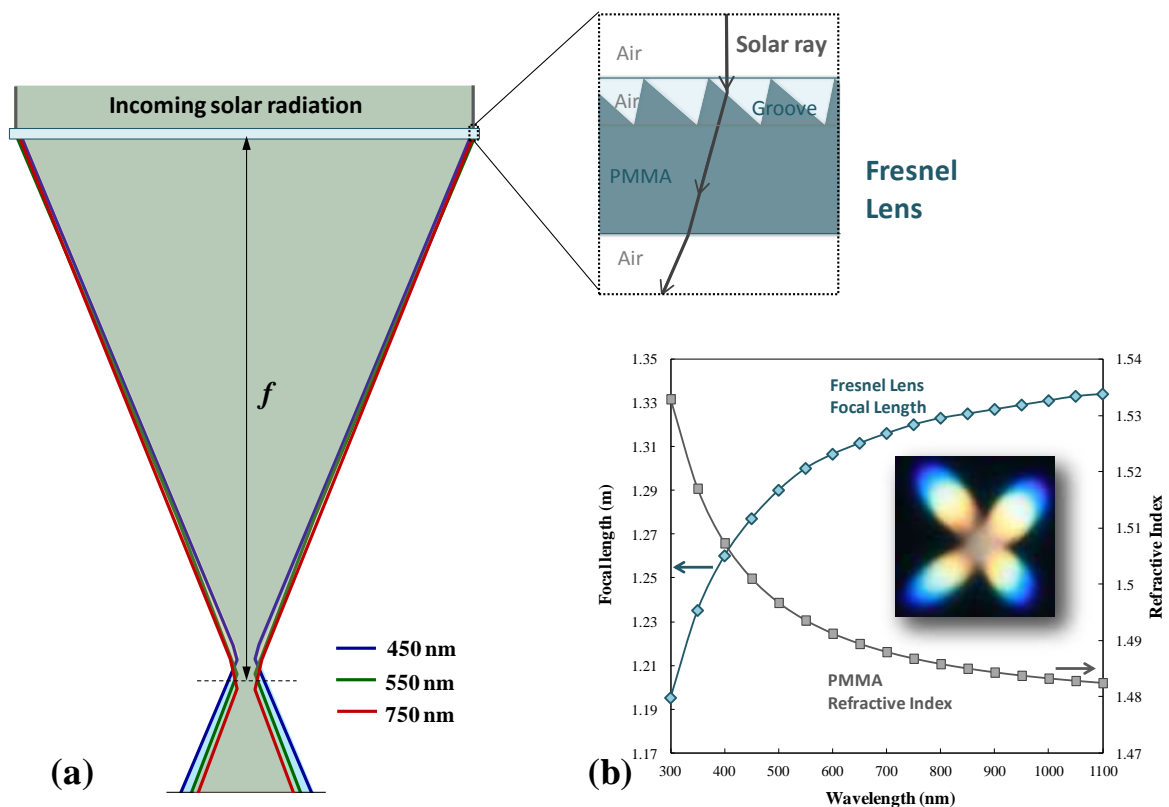 Incoming solar radiation
f
450 nm
550 nm
750 nm
(a)
Air
Solar ray
Air
Groove
PMMA
Air
Fresnel
Lens
1.35
1.33
1.31
1.29
1.27
1.25
1.23
1.21
1.19
1.17
Focal length (m)
Fresnel Lens
Focal Length
PMMA
Refractive Index
1.54
1.53
1.52
1.51
1.5
1.49
1.48
1.47
Refractive Index
300 400 500 600 700 800 900 1000 1100
Wavelength (nm)
(b)